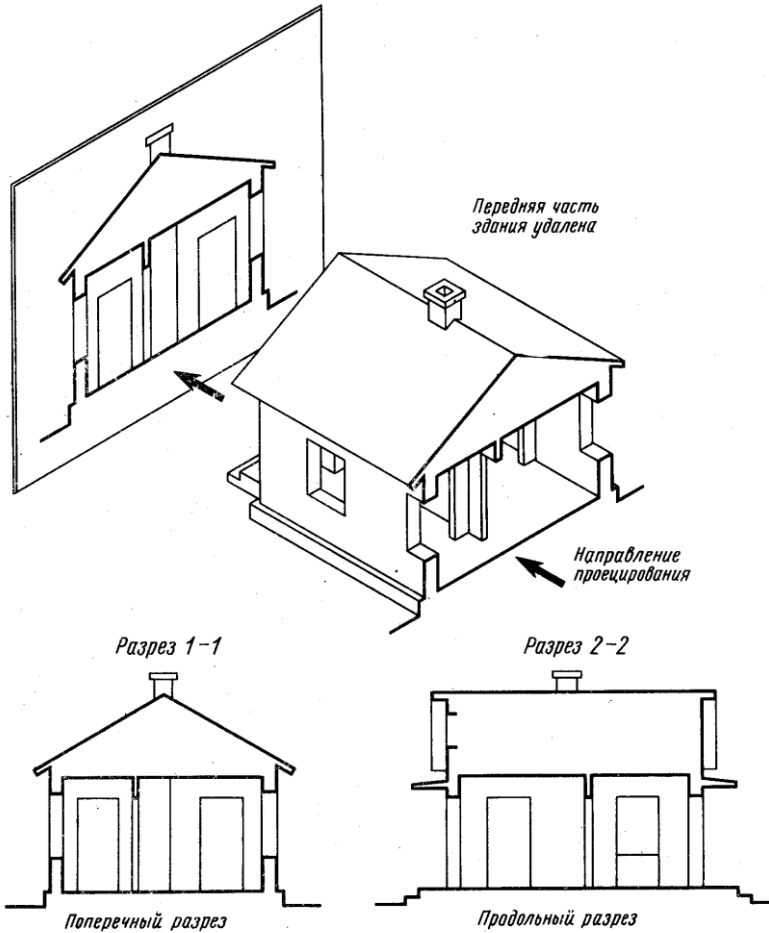 Передняя часть
здания удалена
Направление
проецирования
Разрез 1-1
Разрез 2-2
Поперечный разрез
Продольный разрез